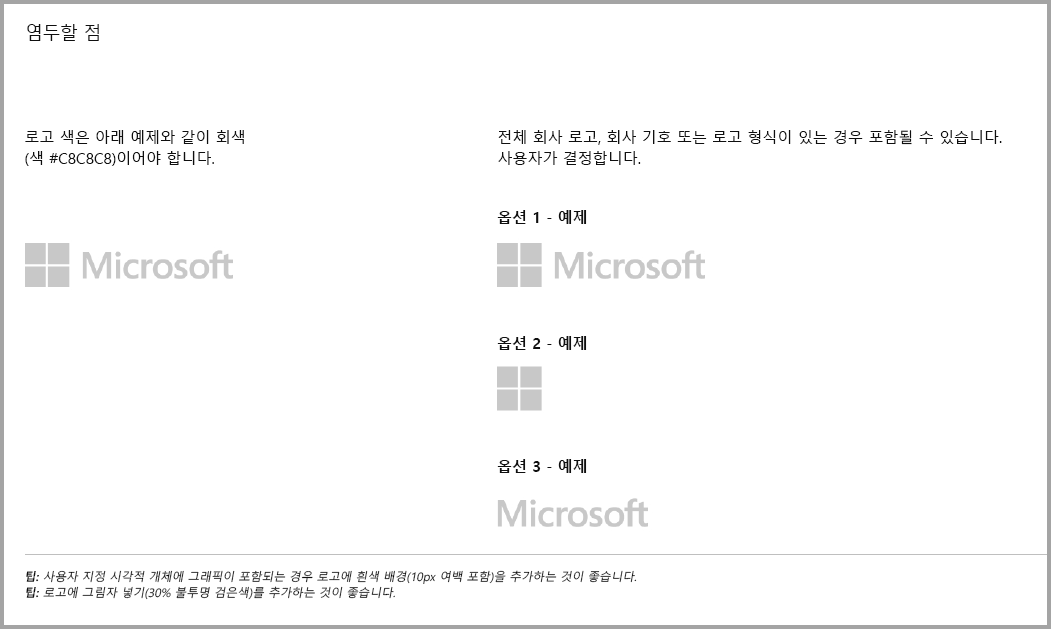 염두할 점
로고 색은 아래 예제와 같이 회색
(색 #C8C8C8)이어야 합니다.
Microsoft
전체 회사 로고, 회사 기호 또는 로고 형식이 있는 경우 포함될 수 있습니다.
사용자가 결정합니다.
옵션 1 - 예제
Microsoft
옵션 2 - 예제
옵션 3 - 예제
Microsoft
팁: 사용자 지정 시각적 개체에 그래픽이 포함되는 경우 로고에 흰색 배경(10px 여백 포함)을 추가하는 것이 좋습니다.
팁: 로고에 그림자 넣기(30% 불투명 검은색)를 추가하는 것이 좋습니다.